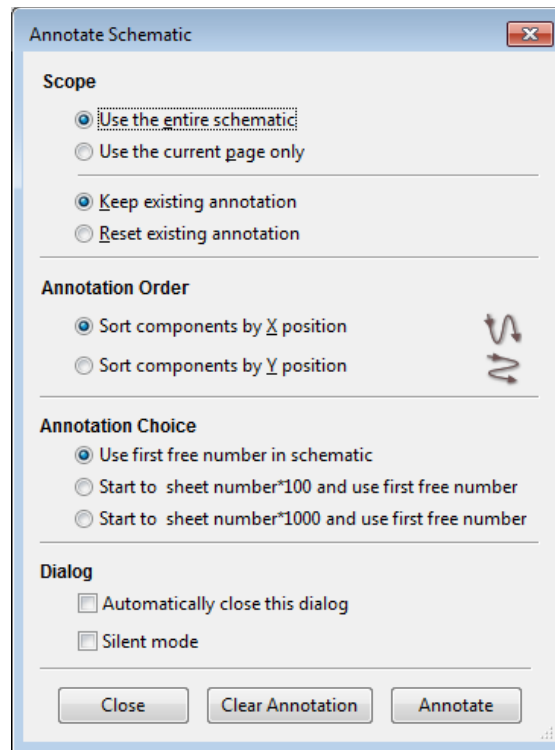 Annotate Schematic
Scope
Use the entire schematic
Use the current page only
Keep existing annotation
Reset existing annotation
Annotation Order
Sort components by X position
Sort components by Y position
Annotation Choice
Use first free number in schematic
Start to  sheet number*100 and use first free number
Start to  sheet number*1000 and use first free number
Dialog
Automatically close this dialog
Silent mode
Close Clear Annotation Annotate